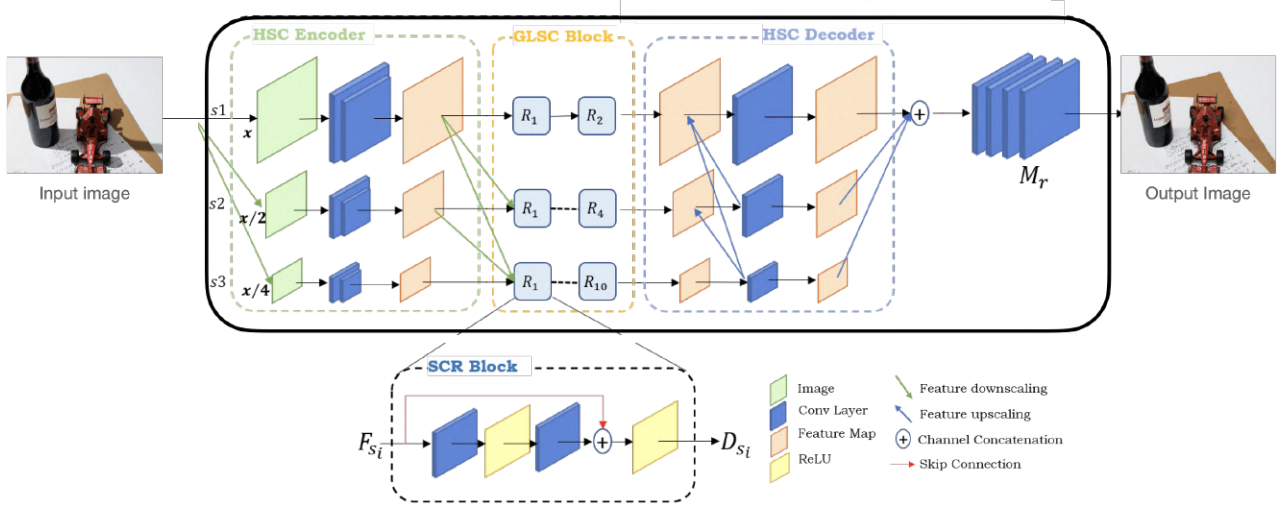 HSC Encoder
GLSC Block
HSC Decoder
s1
x
R1
R2
s2
x/2
R1
R4
s3
x/4
R1
R10
+
Mr
Input image
Output Image
SCR Block
Fsi
+
Dsi
Image
Conv Layer
Feature Map
ReLU
Feature downscaling
Feature upscaling
+ Channel Concatenation
Skip Connection